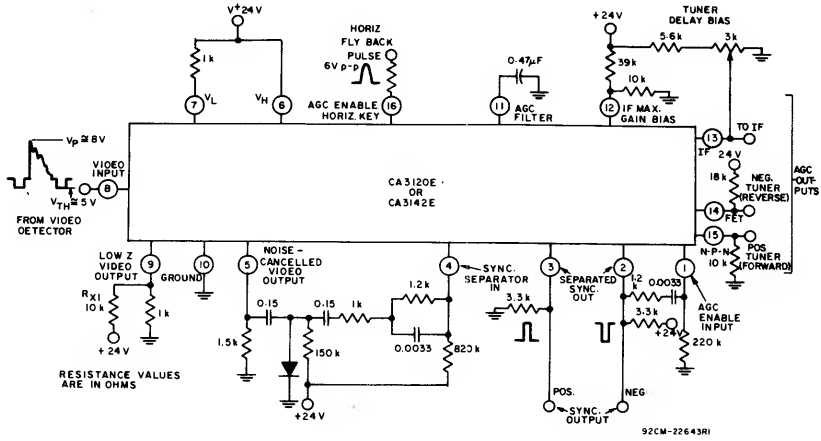 V+24V
1k
7
VL
6
VH
HORIZ
FLY BACK
PULSE
6V p-p
16
AGC ENABLE
HORIZ. KEY
0.47µF
11
AGC
FILTER
+24V
39k
10k
12
IF MAX.
GAIN BIAS
TUNER
DELAY BIAS
5.6k
3k
VP ≅ 8V
VTH ≅ 5V
FROM VIDEO
DETECTOR
VIDEO
INPUT
8
CA3120E
OR
CA3142E
13
IF
TO IF
24V
18k
NEG.
TUNER
(REVERSE)
14
FET
15
N-P-N
10k
POS
TUNER
(FORWARD)
AGC
OUT-
PUTS
LOW Z
VIDEO
OUTPUT
9
GROUND
10
NOISE-
CANCELLED
VIDEO
OUTPUT
5
4
SYNC.
SEPARATOR
IN
3
SEPARATED
SYNC.
OUT
2
1
AGC
ENABLE
INPUT
RX1
10k
1k
+24V
0.15
0.15
1k
1.2k
0.0033
1.5k
150k
820k
+24V
3.3k
1.2
k
0.0033
3.3k
+24V
220k
POS.
NEG
SYNC.
OUTPUT
RESISTANCE VALUES
ARE IN OHMS
92CM-22643R1